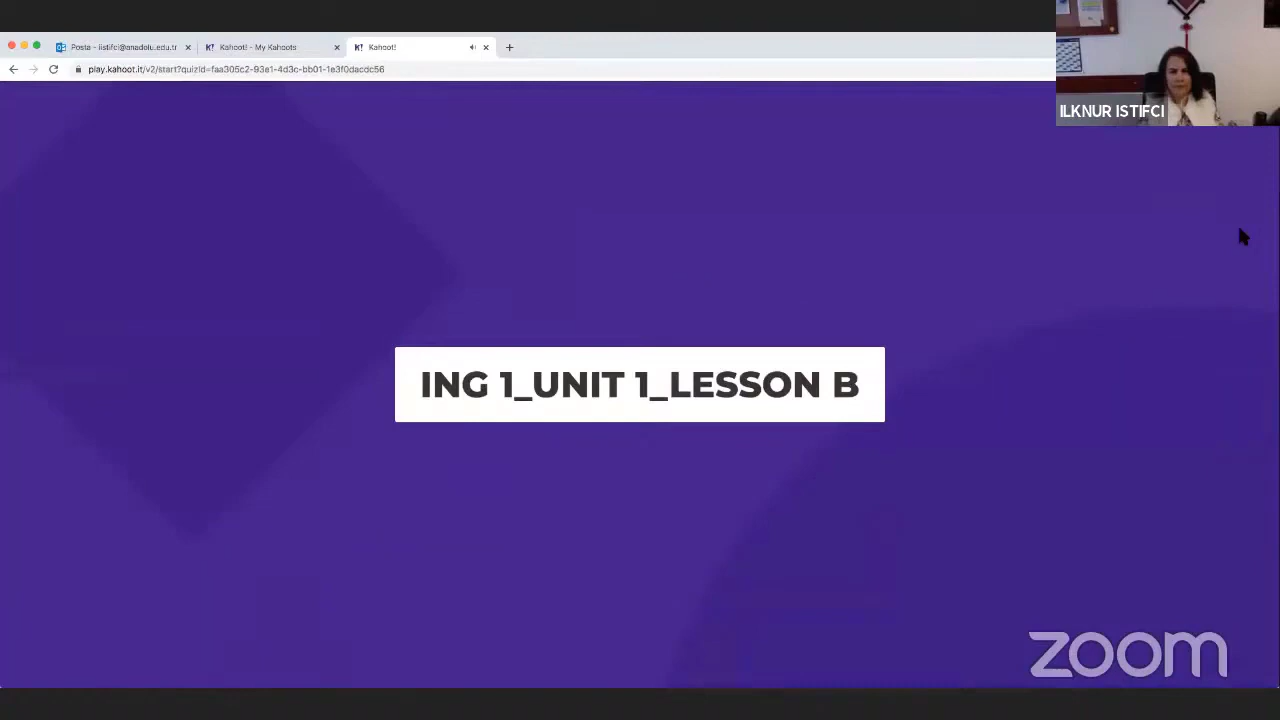 Posta - iistifci@anadolu.edu.tr
Kahoot! - My Kahoots
Kahoot!
play.kahoot.it/v2/start?quizId=faa305c2-93e1-4d3c-bb01-1e3f0dacdc56
ILKNUR ISTIFCI
ING 1_UNIT 1_LESSON B
zoom